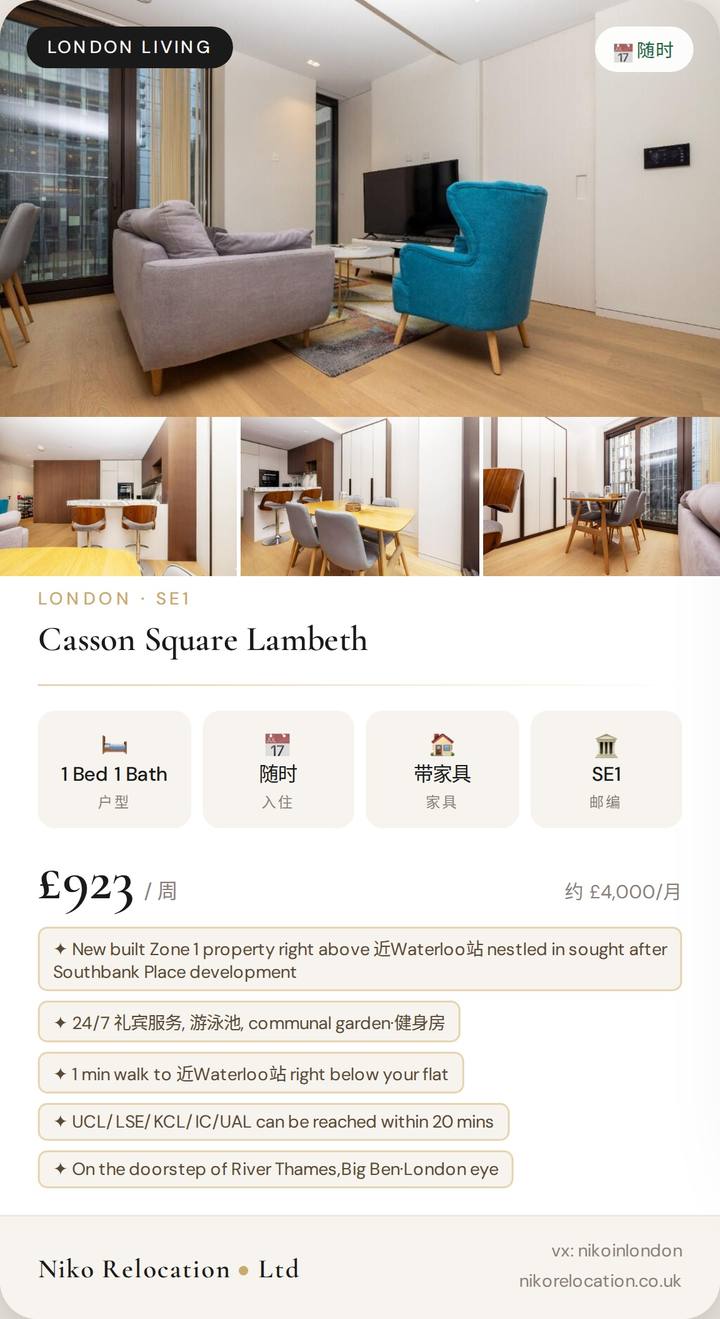 LONDON LIVING
📅 随时
LONDON · SE1
Casson Square Lambeth
🛏️
1 Bed 1 Bath
户型
📅
随时
入住
🏠
带家具
家具
🏛️
SE1
邮编
£923 / 周
约 £4,000/月
✦ New built Zone 1 property right above 近Waterloo站 nestled in sought after
Southbank Place development
✦ 24/7 礼宾服务, 游泳池, communal garden·健身房
✦ 1 min walk to 近Waterloo站 right below your flat
✦ UCL/LSE/KCL/IC/UAL can be reached within 20 mins
✦ On the doorstep of River Thames,Big Ben·London eye
Niko Relocation ● Ltd
vx: nikoinlondon
nikorelocation.co.uk